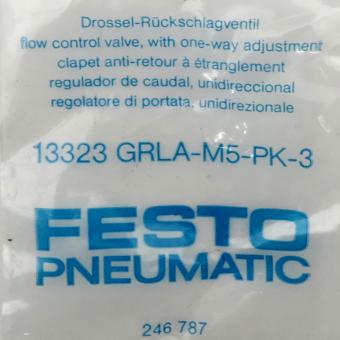 Drossel-Rückschlagventil
flow control valve, with one-way adjustment
clapet anti-retour à étranglement
regulador de caudal, unidireccional
regolatore di portata, unidirezionale
13323 GRLA-M5-PK-3
FESTO
PNEUMATIC
246 787